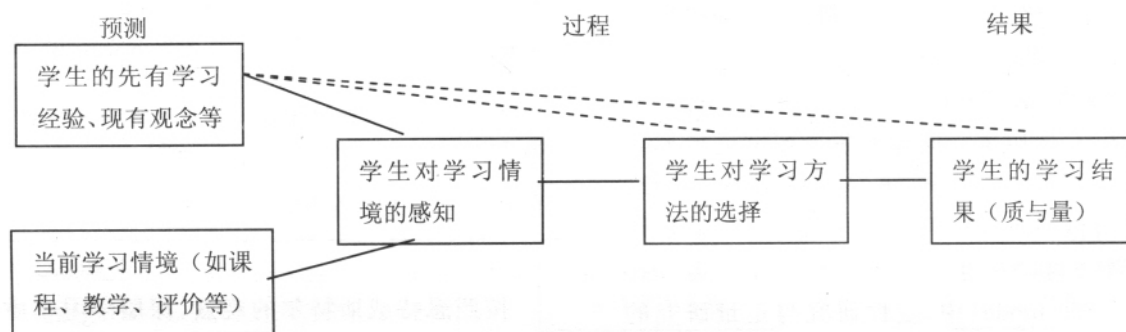 预测
过程
结果
学生的先有学习
经验、现有观念等
学生对学习情
境的感知
学生对学习方
法的选择
学生的学习结
果（质与量）
当前学习情境（如课
程、教学、评价等）